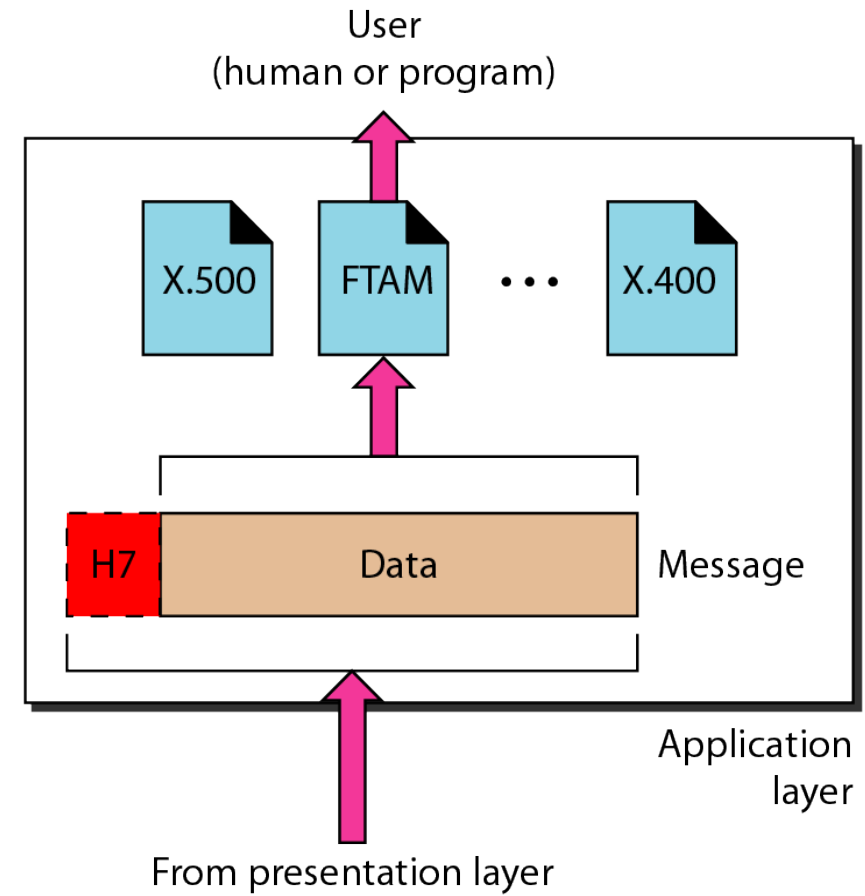 User
(human or program)
X.500 FTAM ... X.400
H7 Data Message
Application
layer
From presentation layer